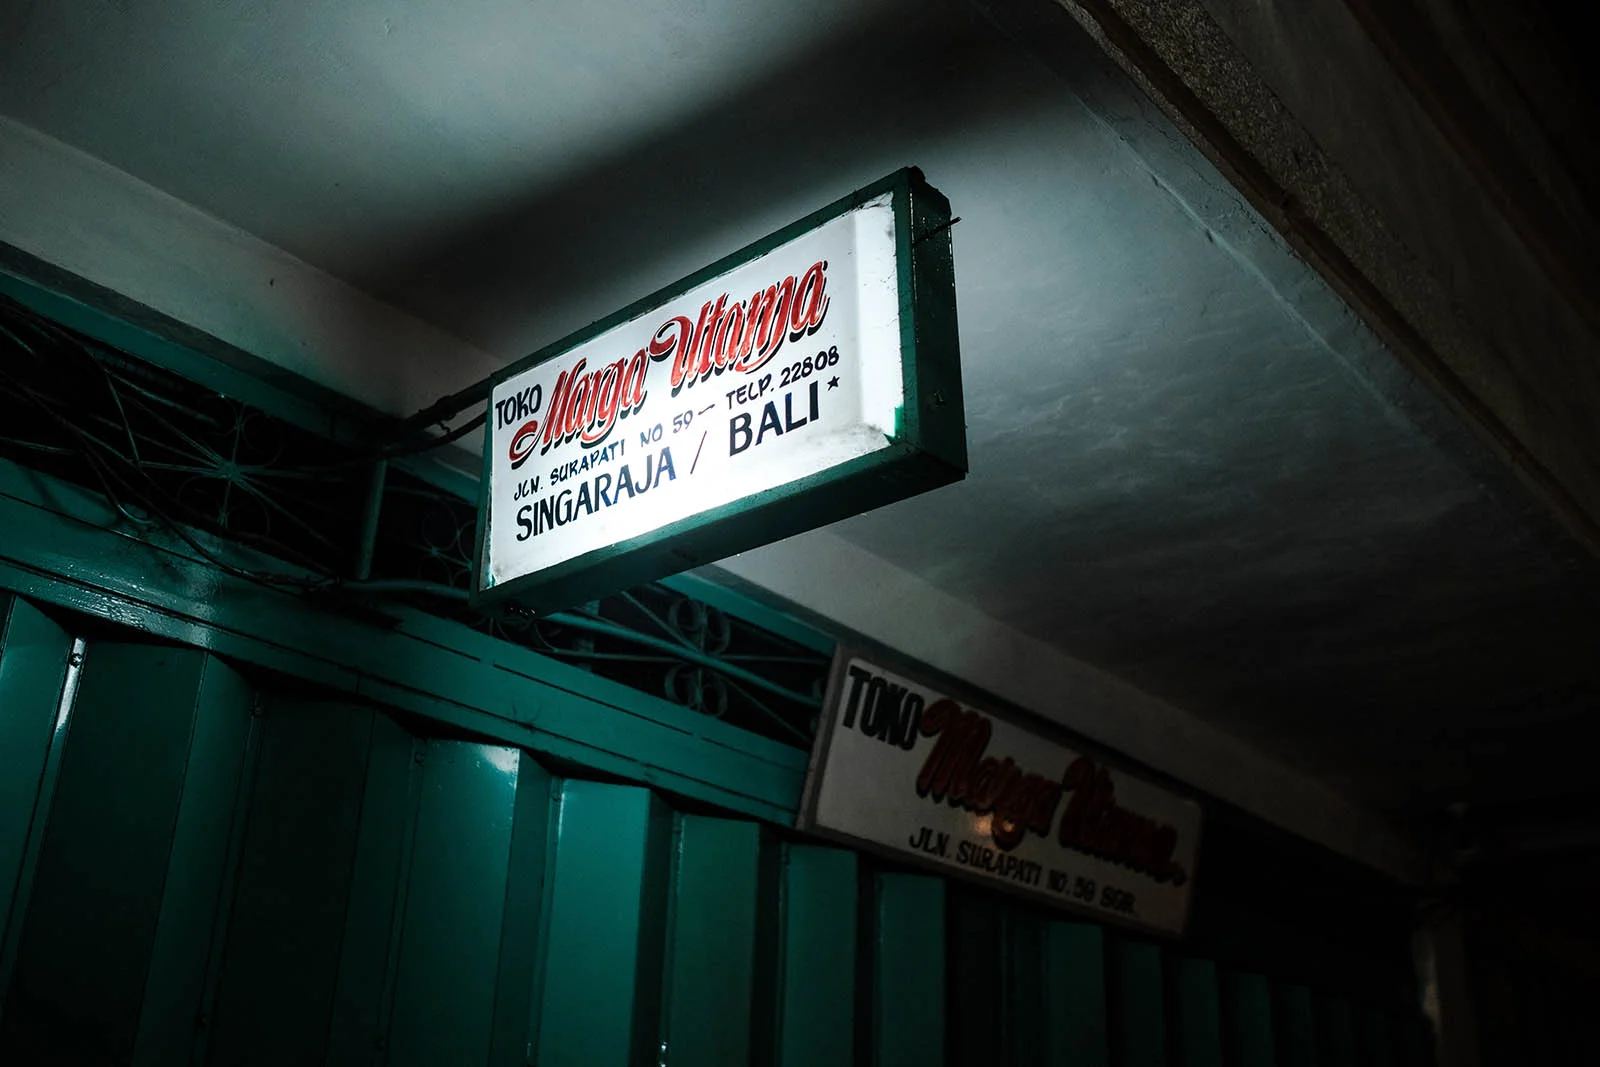 TOKO Marga Utama
JLN. SURAPATI NO 59 - TELP. 22808
SINGARAJA / BALI *
TOKO Marga Utama
JLN. SURAPATI NO. 59 SGR.